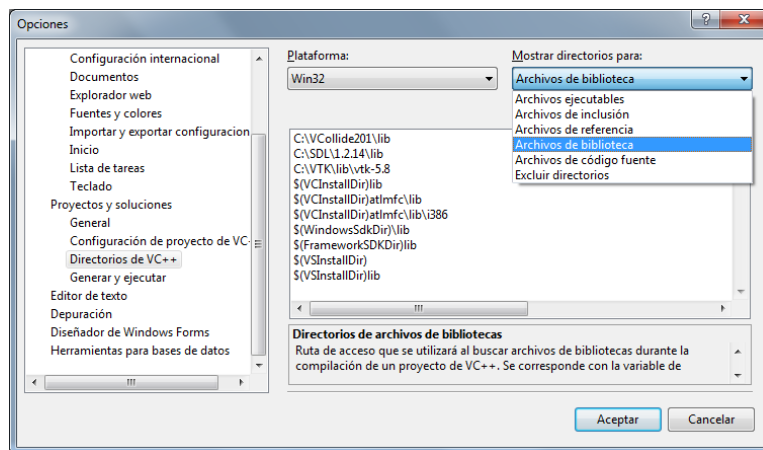 Opciones
Configuración internacional
Documentos
Explorador web
Fuentes y colores
Importar y exportar configuracion
Inicio
Lista de tareas
Teclado
Proyectos y soluciones
General
Configuración de proyecto de VC-
Directorios de VC++
Generar y ejecutar
Editor de texto
Depuración
Diseñador de Windows Forms
Herramientas para bases de datos
Plataforma:
Win32
Mostrar directorios para:
Archivos de biblioteca
Archivos ejecutables
Archivos de inclusión
Archivos de referencia
Archivos de biblioteca
Archivos de código fuente
Excluir directorios
C:\VCollide201\lib
C:\SDL\1.2.14\lib
C:\VTK\lib\vtk-5.8
$(VCInstallDir)lib
$(VCInstallDir)atlmfc\lib
$(VCInstallDir)atlmfc\lib\i386
$(WindowsSdkDir)\lib
$(FrameworkSDKDir)lib
$(VSInstallDir)
$(VSInstallDir)lib
Directorios de archivos de bibliotecas
Ruta de acceso que se utilizará al buscar archivos de bibliotecas durante la
compilación de un proyecto de VC++. Se corresponde con la variable de
Aceptar
Cancelar